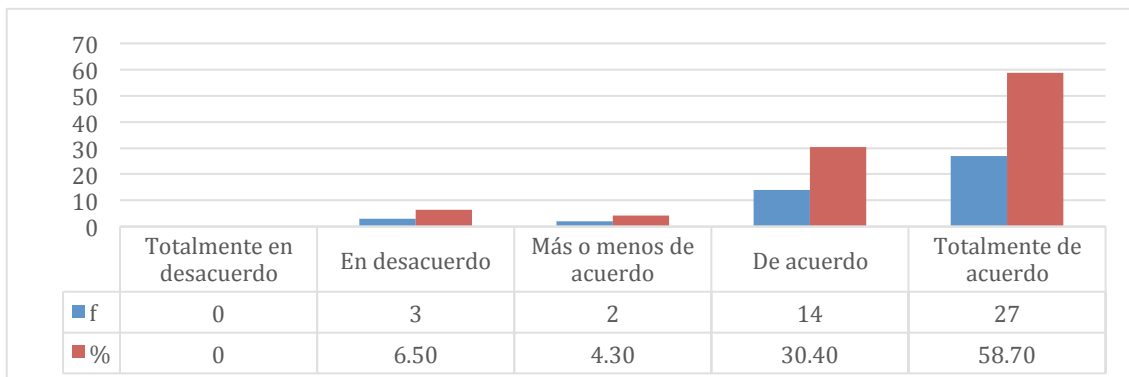 70
60
50
40
30
20
10
0
Totalmente en desacuerdo En desacuerdo Más o menos de acuerdo De acuerdo Totalmente de acuerdo
f 0 3 2 14 27
% 0 6.50 4.30 30.40 58.70